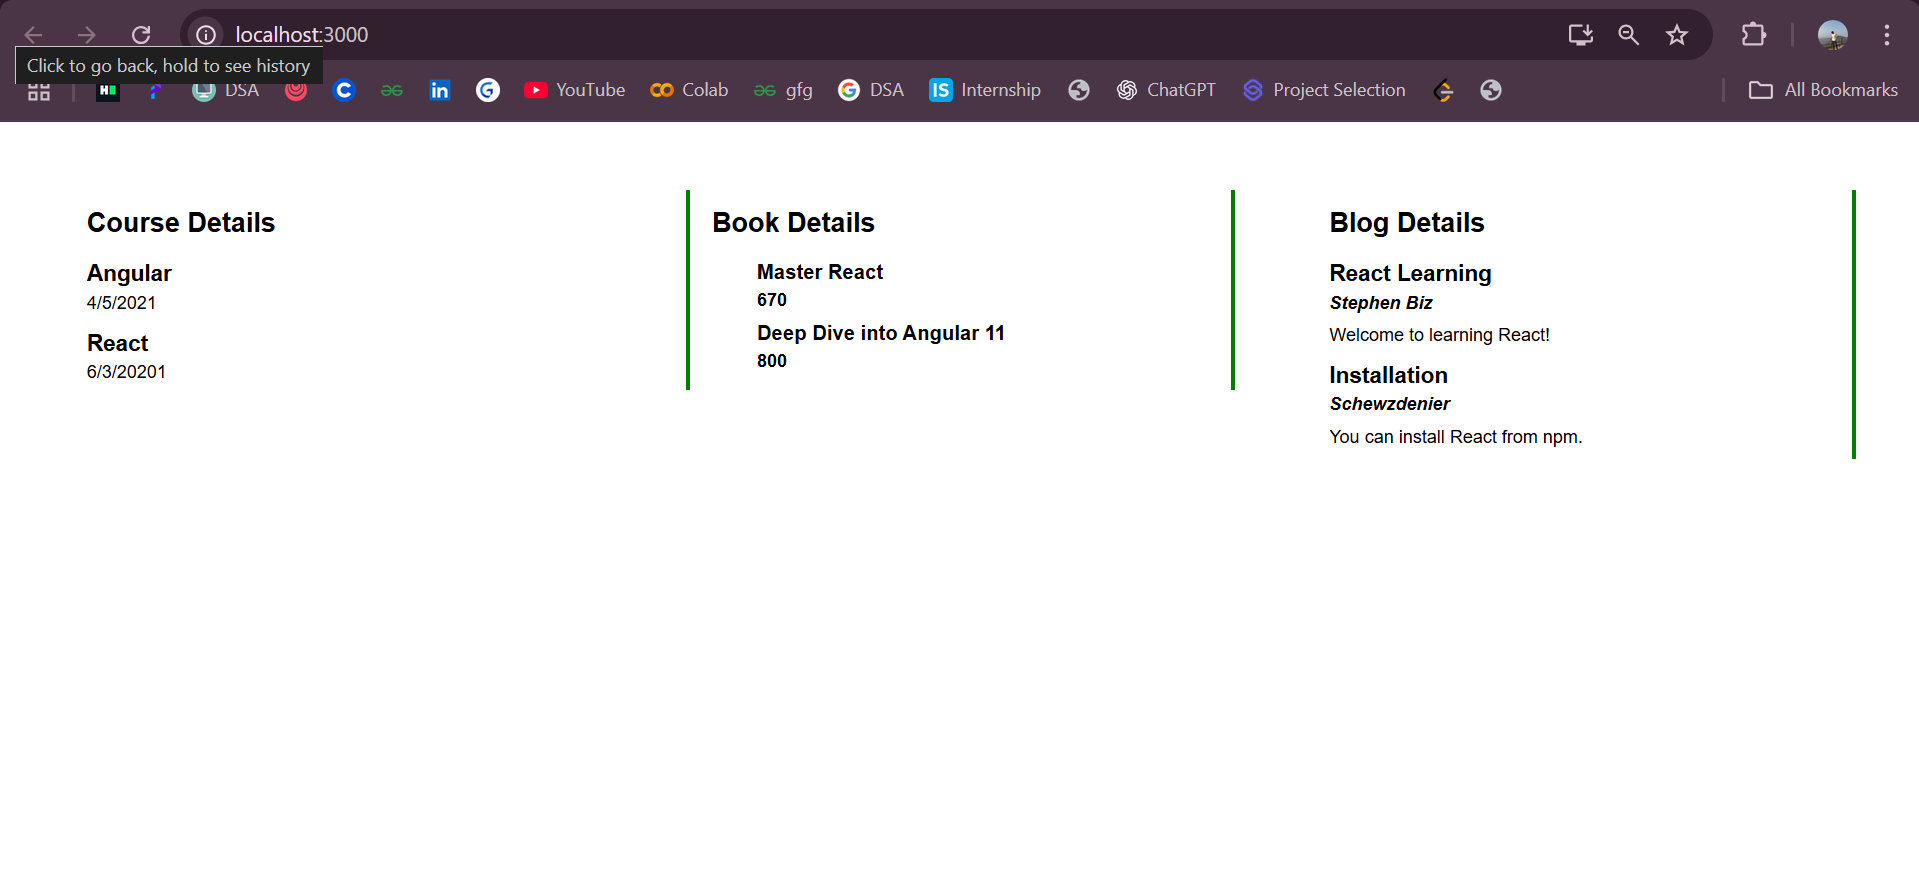 localhost:3000
Click to go back, hold to see history
DSA
YouTube
Colab
gfg
DSA
IS Internship
ChatGPT
Project Selection
All Bookmarks
Course Details
Angular
4/5/2021
React
6/3/20201
Book Details
Master React
670
Deep Dive into Angular 11
800
Blog Details
React Learning
Stephen Biz
Welcome to learning React!
Installation
Schewzdenier
You can install React from npm.